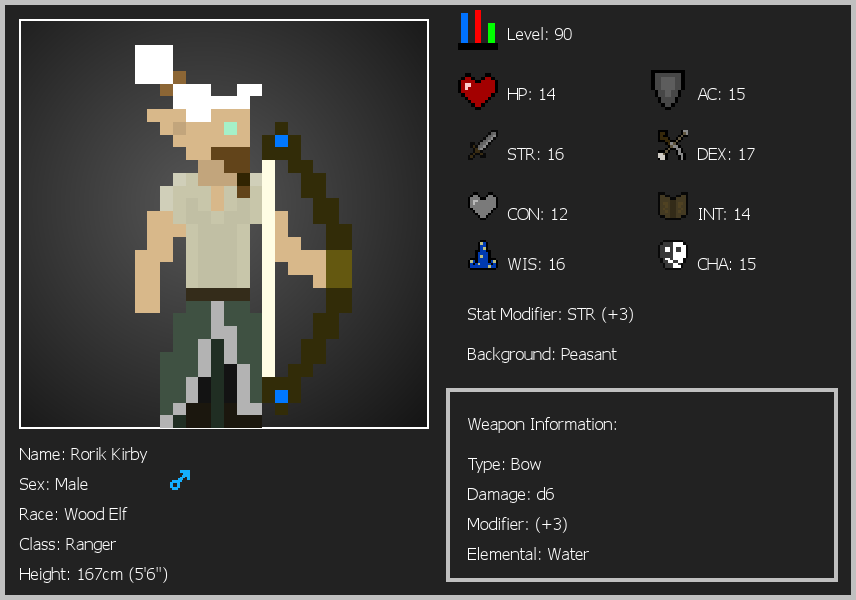 Level: 90
HP: 14
AC: 15
STR: 16
DEX: 17
CON: 12
INT: 14
WIS: 16
CHA: 15
Stat Modifier: STR (+3)
Background: Peasant
Weapon Information:
Type: Bow
Damage: d6
Modifier: (+3)
Elemental: Water
Name: Rorik Kirby
Sex: Male
Race: Wood Elf
Class: Ranger
Height: 167cm (5'6")